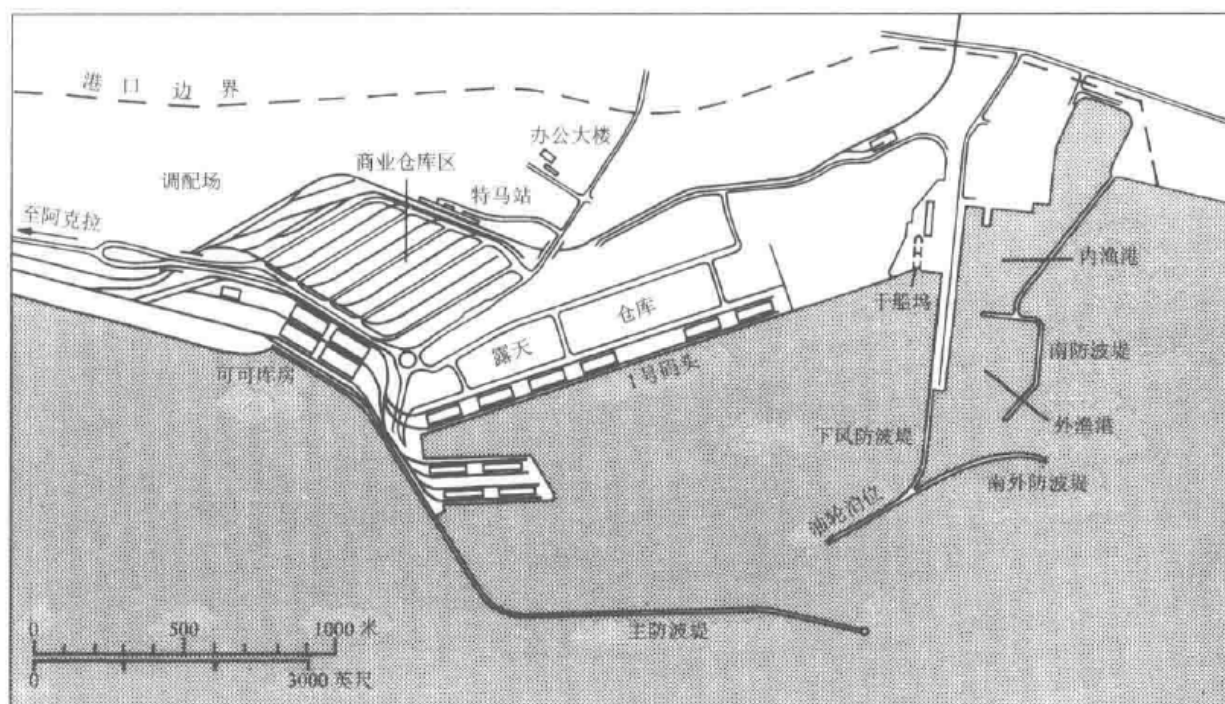 港口边界
办公大楼
商业仓库区
调配场
特马站
至阿克拉
内渔港
干船坞
仓库
露天
南防波堤
1号码头
可可库房
外渔港
下风防波堤
南外防波堤
油轮泊位
0 500 1000 米
主防波堤
0 3000 英尺